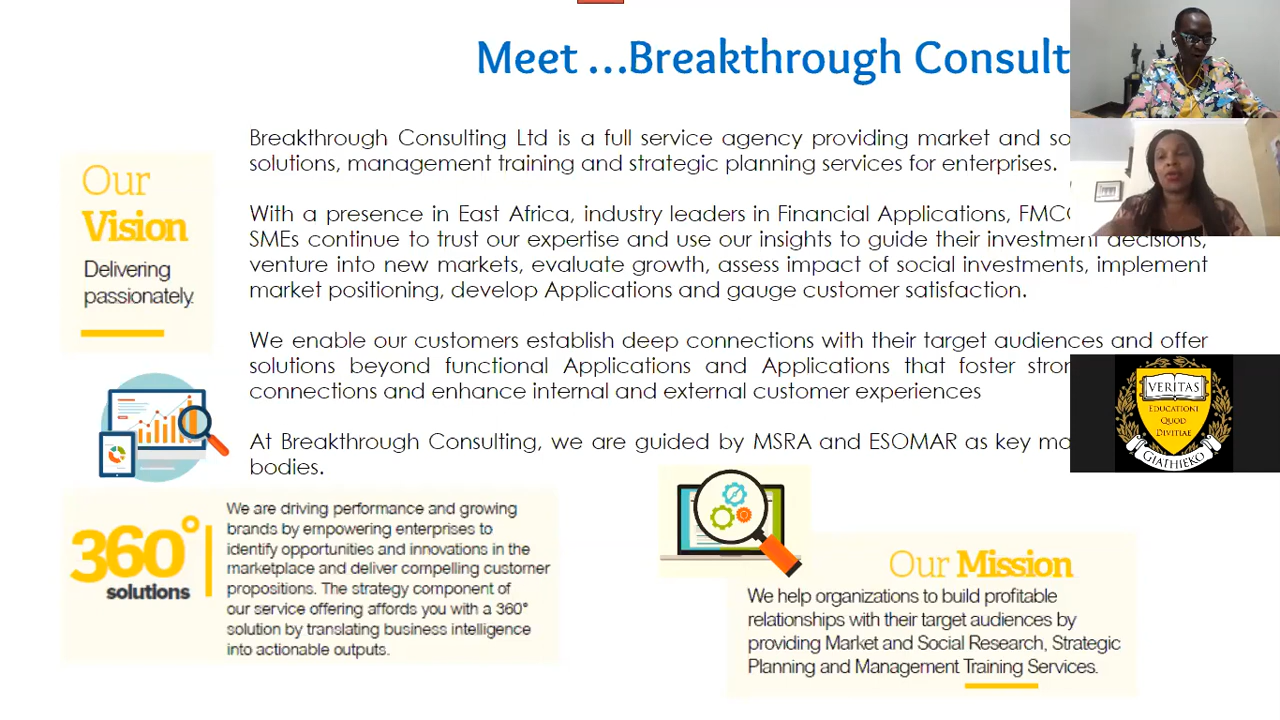 Meet ...Breakthrough Consult
Breakthrough Consulting Ltd is a full service agency providing market and
solutions, management training and strategic planning services for enterprises.
With a presence in East Africa, industry leaders in Financial Applications,
SMEs continue to trust our expertise and use our insights to guide their investment decisions,
venture into new markets, evaluate growth, assess impact of social investments, implement
market positioning, develop Applications and gauge customer satisfaction.
We enable our customers establish deep connections with their target audiences and offer
solutions beyond functional Applications and Applications that foster
connections and enhance internal and external customer experiences
At Breakthrough Consulting, we are guided by MSRA and ESOMAR as key
bodies.
Our
Vision
Delivering
passionately.
360°
solutions
We are driving performance and growing
brands by empowering enterprises to
identify opportunities and innovations in the
marketplace and deliver compelling customer
propositions. The strategy component of
our service offering affords you with a 360°
solution by translating business intelligence
into actionable outputs.
Our Mission
We help organizations to build profitable
relationships with their target audiences by
providing Market and Social Research, Strategic
Planning and Management Training Services.
VERITAS
EDUCATIONI
QUOD
DIVITIAE
GIATHIEKO